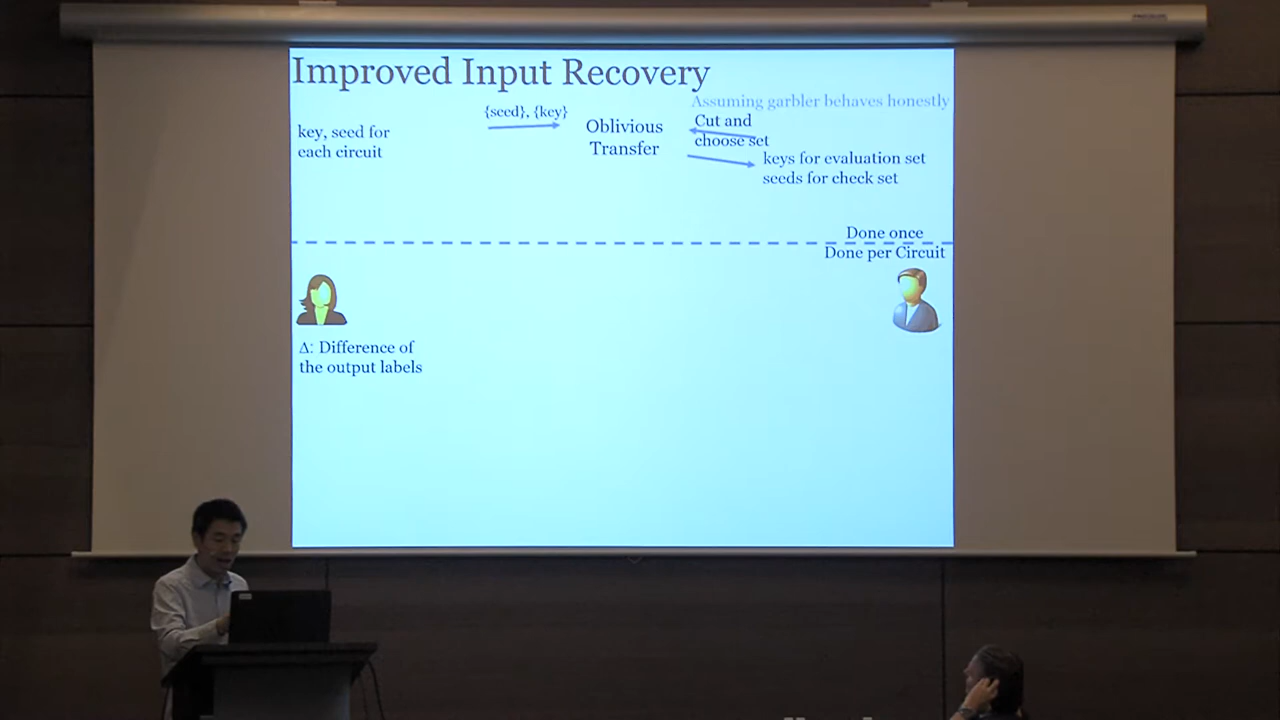 Improved Input Recovery
Assuming garbler behaves honestly
{seed}, {key}
Cut and
choose set
key, seed for
each circuit
Oblivious
Transfer
keys for evaluation set
seeds for check set
Done once
Done per Circuit
Δ: Difference of
the output labels